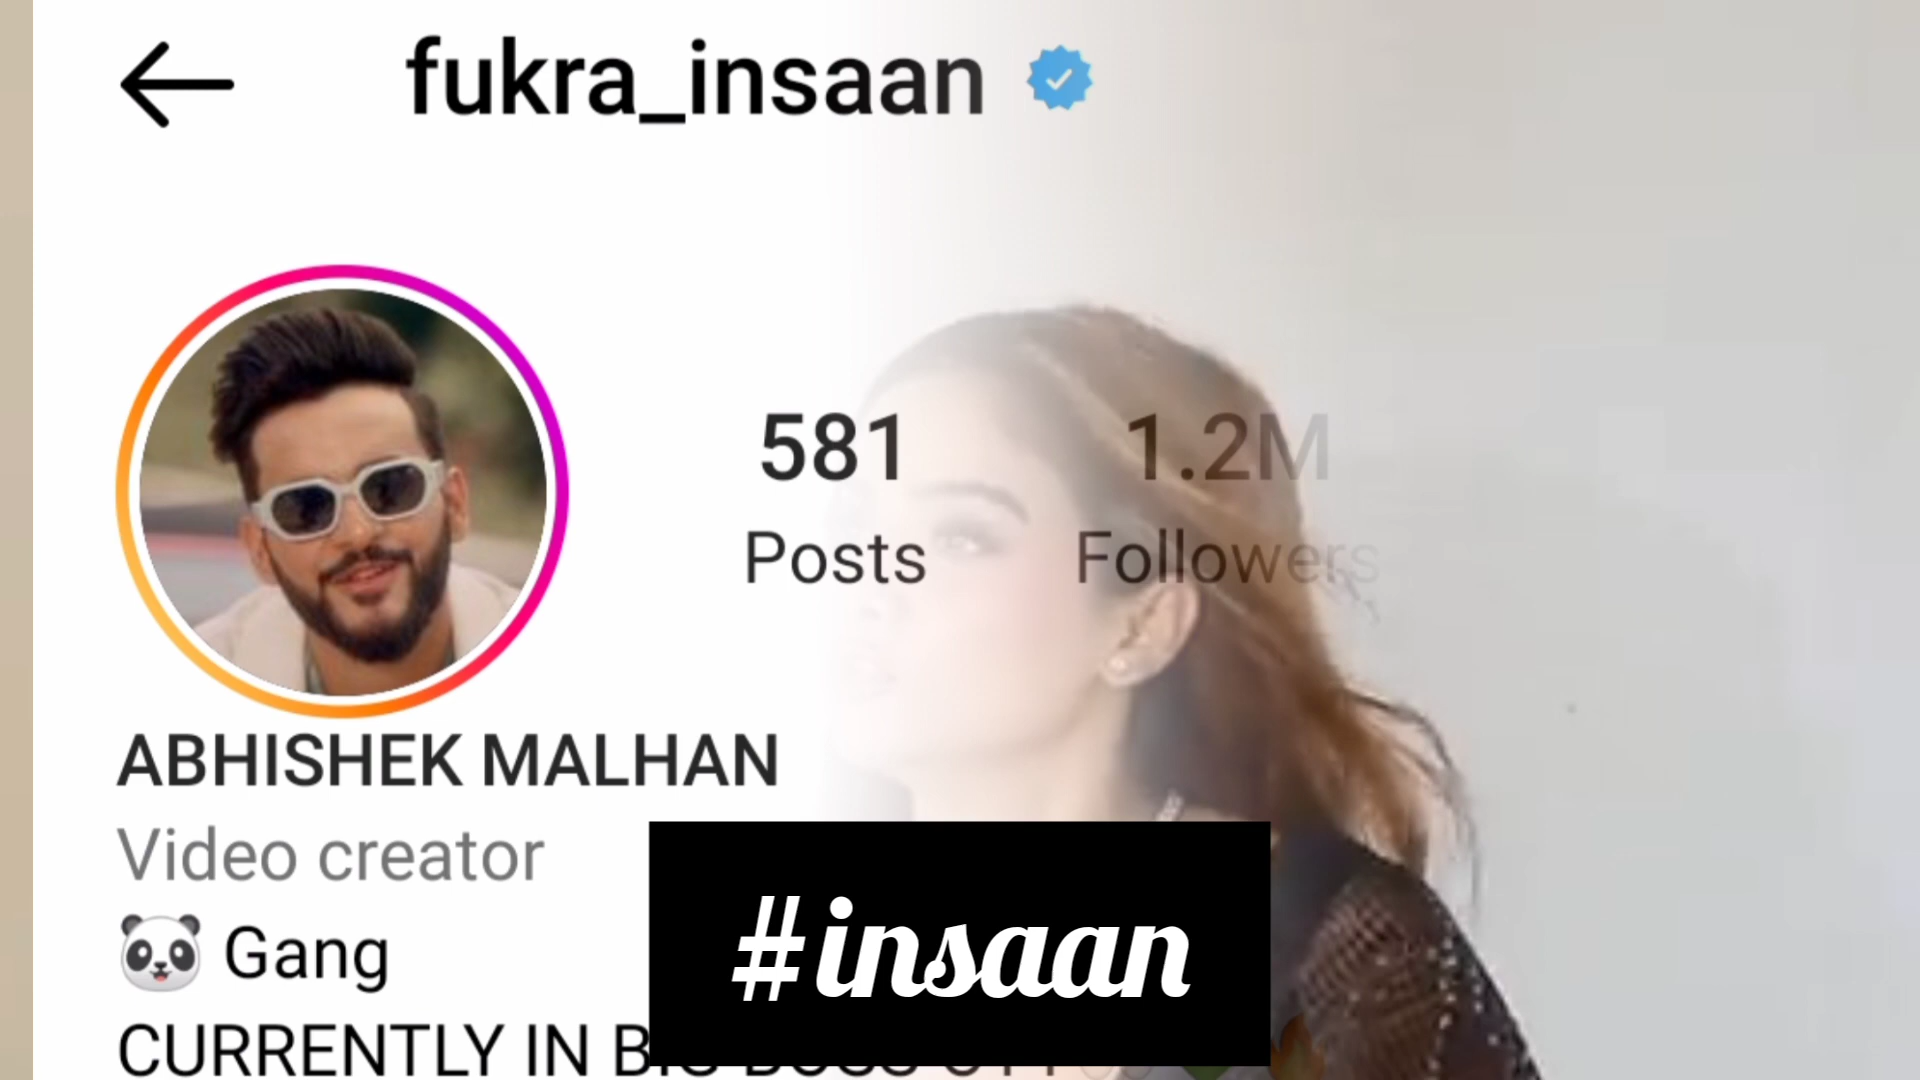 fukra_insaan
581
1.2M
Posts
Followers
ABHISHEK MALHAN
Video creator
Gang
#insaan
CURRENTLY IN